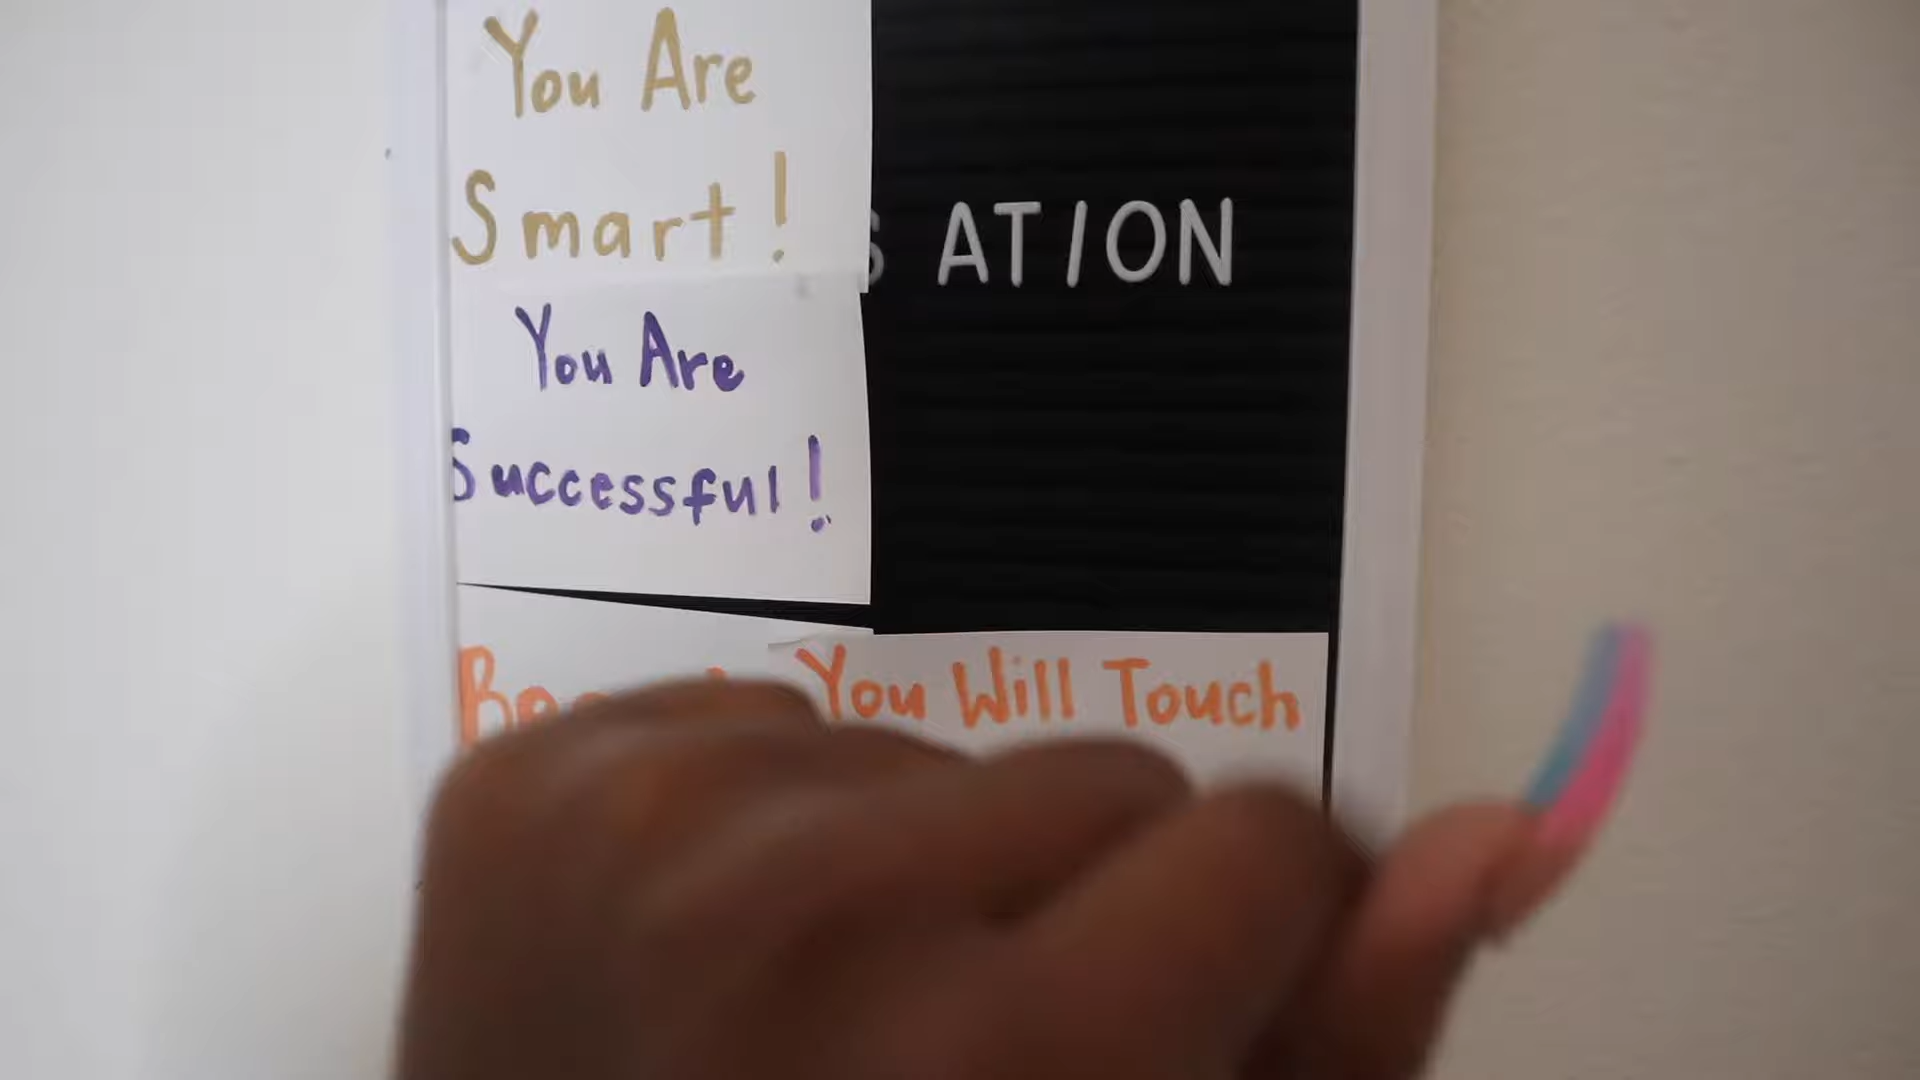 You Are
Smart!
ATION
You Are
Successful!
You Will Touch